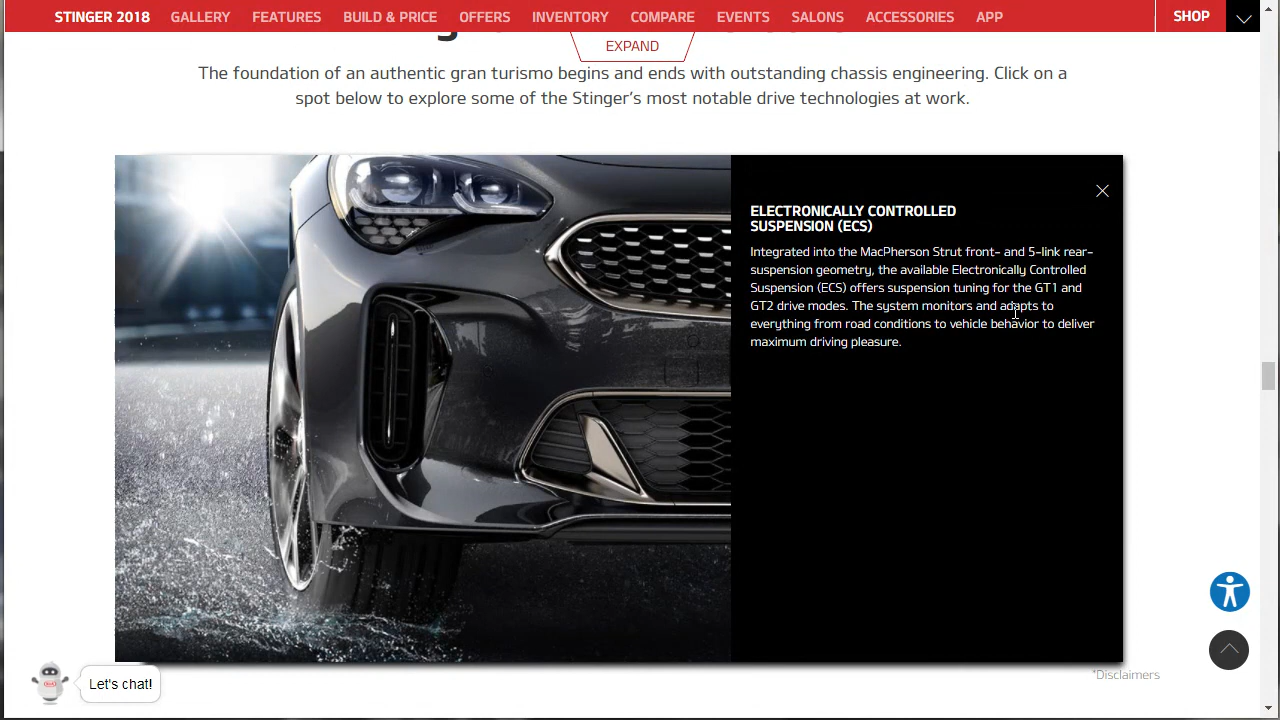 STINGER 2018 GALLERY FEATURES BUILD & PRICE OFFERS INVENTORY COMPARE EVENTS SALONS ACCESSORIES APP SHOP
EXPAND
The foundation of an authentic gran turismo begins and ends with outstanding chassis engineering. Click on a
spot below to explore some of the Stinger’s most notable drive technologies at work.
ELECTRONICALLY CONTROLLED
SUSPENSION (ECS)
Integrated into the MacPherson Strut front- and 5-link rear-
suspension geometry, the available Electronically Controlled
Suspension (ECS) offers suspension tuning for the GT1 and
GT2 drive modes. The system monitors and adapts to
everything from road conditions to vehicle behavior to deliver
maximum driving pleasure.
Let's chat!
*Disclaimers